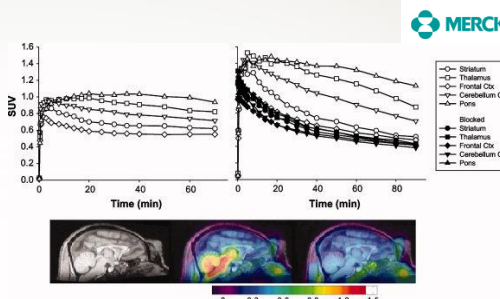 MERCK
SUV
1.6
1.4
1.2
1.0
0.8
0.6
0.4
0.2
0.0
0 20 40 60
Time (min)
0 20 40 60 80
Time (min)
Striatum
Thalamus
Frontal Ctx
Cerebellum C
Pons
Blocked
Striatum
Thalamus
Frontal Ctx
Cerebellum C
Pons